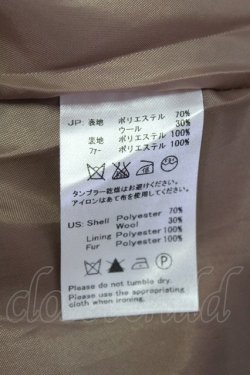 JP: 表地 ポリエステル 70%
ウール 30%
裏地 ポリエステル 100%
ファー ポリエステル 100%
タンブラー乾燥はお避け下さい
アイロンはあて布を使用して下さい。
US: Shell Polyester 70%
Wool 30%
Lining Polyester 100%
Fur Polyester 100%
Please do not tumble dry.
Please use the appropriating
cloth when ironing.